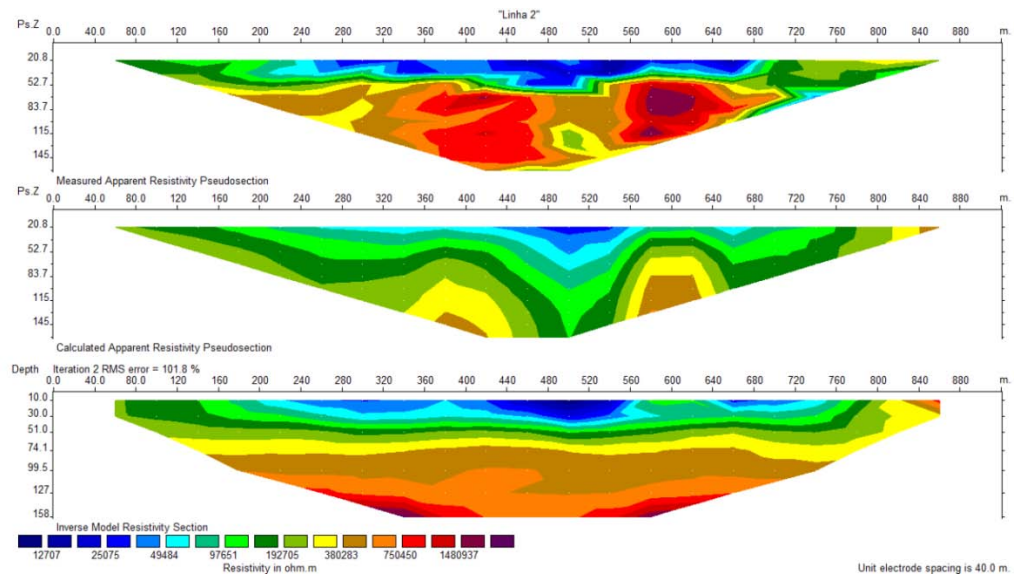 "Linha 2"
Ps.Z 0.0 40.0 80.0 120 160 200 240 280 320 360 400 440 480 520 560 600 640 680 720 760 800 840 880 m.
20.8
52.7
83.7
115.
145.
Measured Apparent Resistivity Pseudosection
Ps.Z 0.0 40.0 80.0 120 160 200 240 280 320 360 400 440 480 520 560 600 640 680 720 760 800 840 880 m.
20.8
52.7
83.7
115.
145.
Calculated Apparent Resistivity Pseudosection
Depth Iteration 2 RMS error = 101.8 %
0.0 40.0 80.0 120 160 200 240 280 320 360 400 440 480 520 560 600 640 680 720 760 800 840 880 m.
10.0
30.0
51.0
74.1
99.5
127.
158.
Inverse Model Resistivity Section
12707 25075 49484 97651 192705 380283 750450 1480937
Resistivity in ohm.m Unit electrode spacing is 40.0 m.